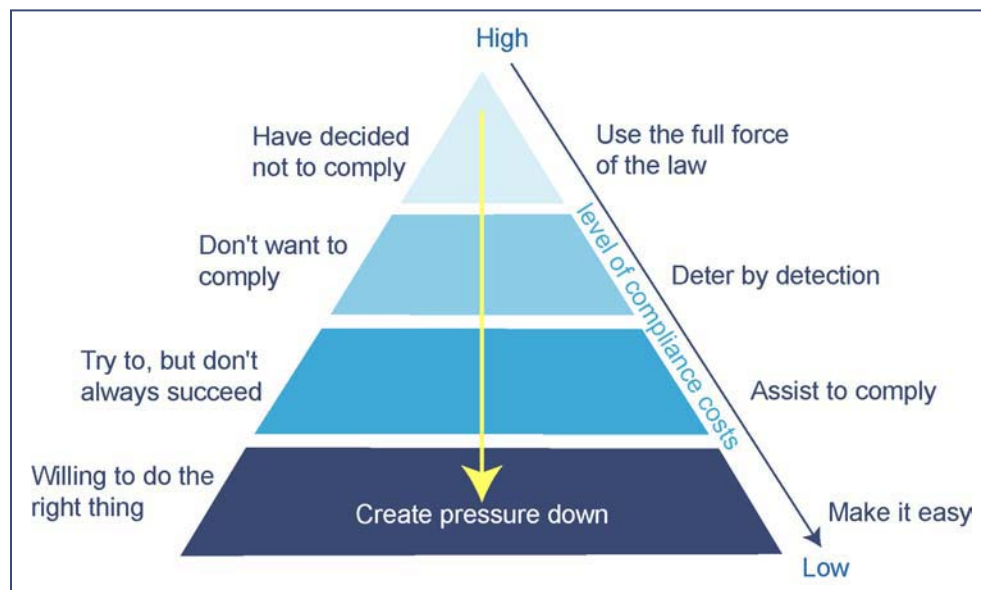 High
Have decided
not to comply
Use the full force
of the law
Don't want to
comply
Deter by detection
level of compliance costs
Try to, but don't
always succeed
Assist to comply
Willing to do the
right thing
Create pressure down
Make it easy
Low